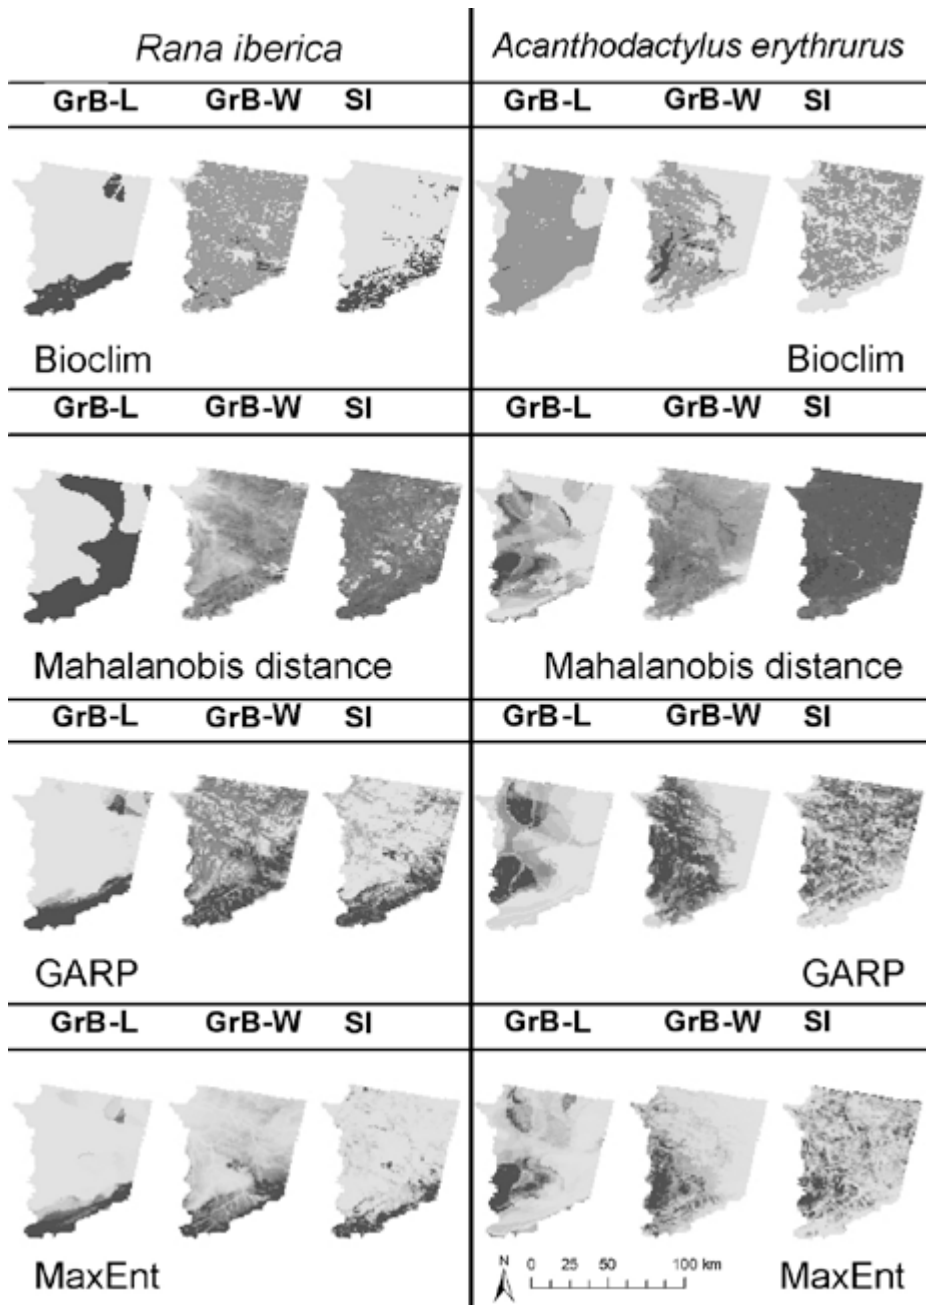 Rana iberica Acanthodactylus erythrurus
GrB-L GrB-W SI GrB-L GrB-W SI
Bioclim Bioclim
GrB-L GrB-W SI GrB-L GrB-W SI
Mahalanobis distance Mahalanobis distance
GrB-L GrB-W SI GrB-L GrB-W SI
GARP GARP
GrB-L GrB-W SI GrB-L GrB-W SI
N 0 25 50 100 km
MaxEnt MaxEnt